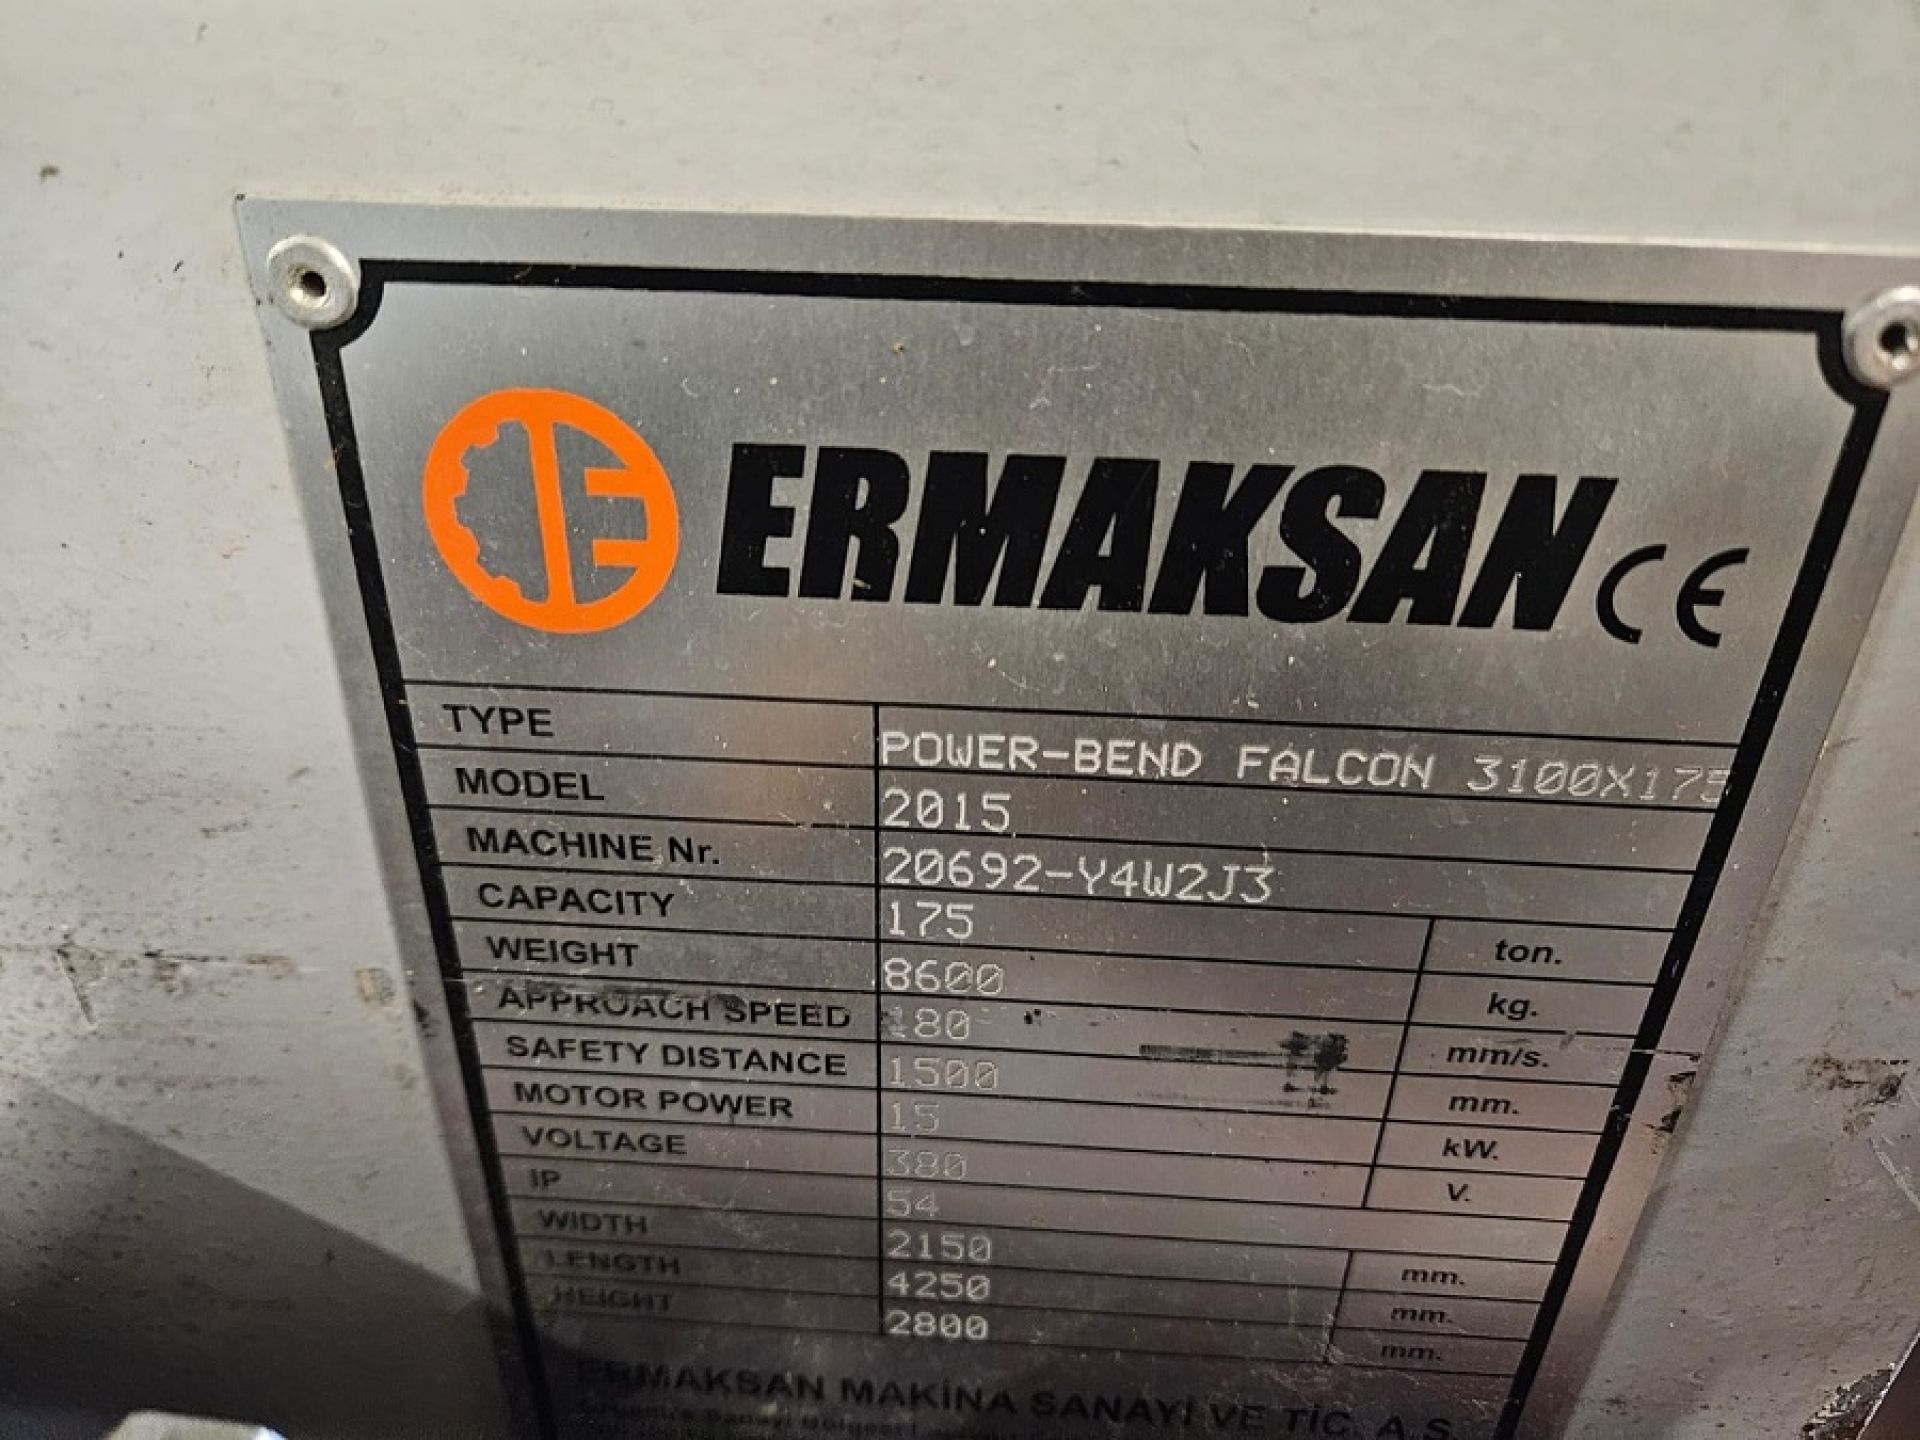 ERMAKSAN CE
TYPE POWER-BEND FALCON 3100X175
MODEL 2015
MACHINE Nr. 20692-Y4W2J3
CAPACITY 175 ton.
WEIGHT 8600 kg.
APPROACH SPEED 180 mm/s.
SAFETY DISTANCE 1500 mm.
MOTOR POWER 15 kW.
VOLTAGE 380 V.
IP 54
WIDTH 2150 mm.
LENGTH 4250 mm.
HEIGHT 2800 mm.
ERMAKSAN MAKİNA SANAYİ VE TİC. A.S.